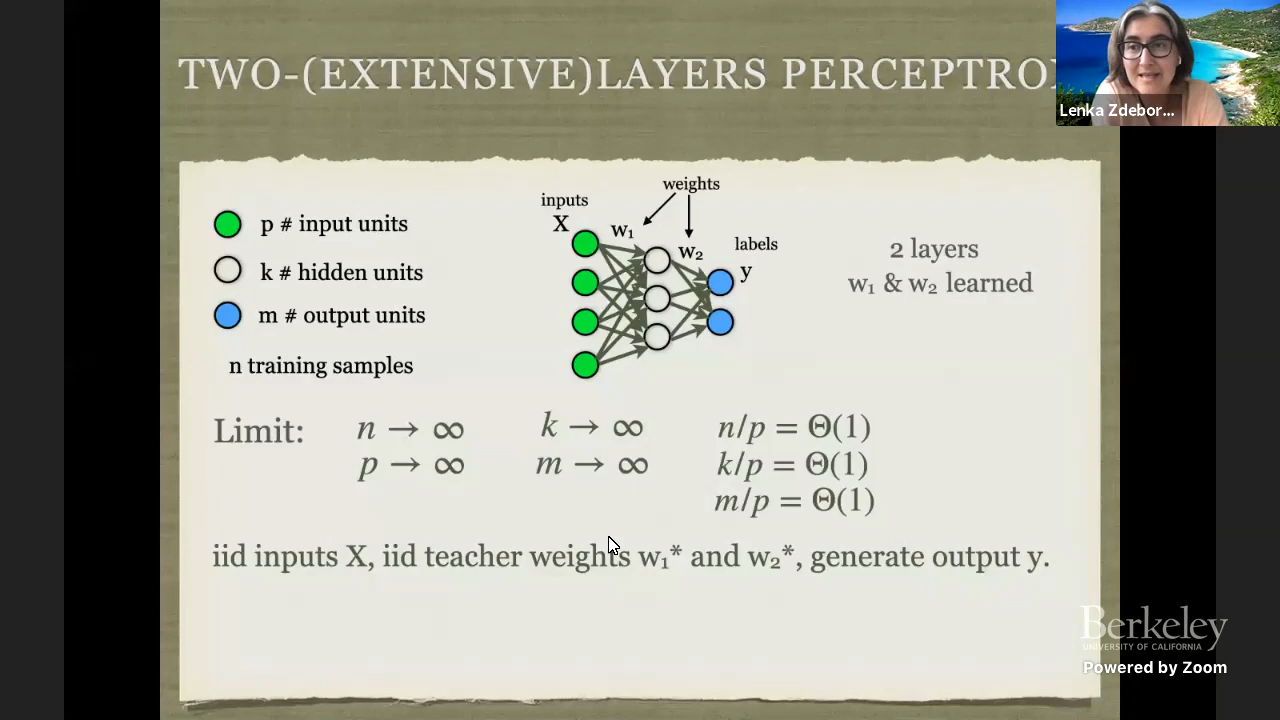 TWO-(EXTENSIVE)LAYERS PERCEPTRO
Lenka Zdebor...
p # input units
k # hidden units
m # output units
n training samples
weights
inputs
X
w₁
w₂
labels
y
2 layers
w₁ & w₂ learned
Limit:
n → ∞
p → ∞
k → ∞
m → ∞
n/p = Θ(1)
k/p = Θ(1)
m/p = Θ(1)
iid inputs X, iid teacher weights w₁* and w₂*, generate output y.
Berkeley
UNIVERSITY OF CALIFORNIA
Powered by Zoom